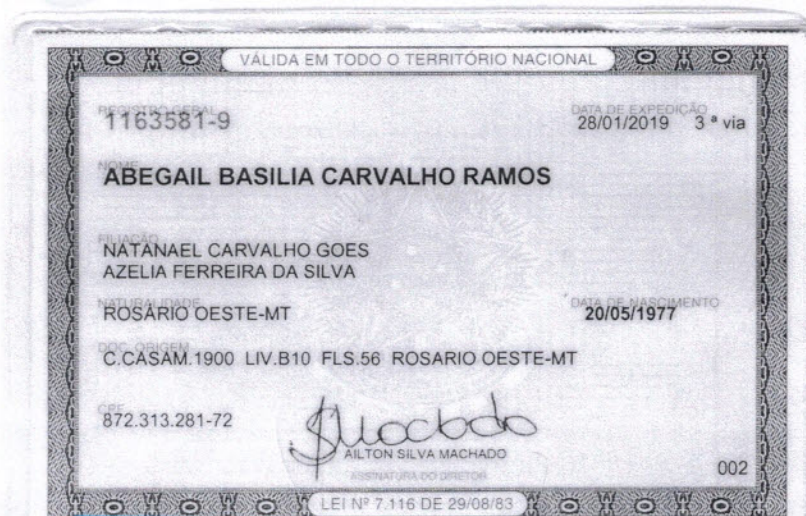 VÁLIDA EM TODO O TERRITÓRIO NACIONAL
REGISTRO GERAL
1163581-9
DATA DE EXPEDIÇÃO
28/01/2019 3 ª via
NOME
ABEGAIL BASILIA CARVALHO RAMOS
FILIAÇÃO
NATANAEL CARVALHO GOES
AZELIA FERREIRA DA SILVA
NATURALIDADE
ROSÁRIO OESTE-MT
DATA DE NASCIMENTO
20/05/1977
DOC. ORIGEM
C.CASAM.1900 LIV.B10 FLS.56 ROSARIO OESTE-MT
CPF
872.313.281-72
AILTON SILVA MACHADO
ASSINATURA DO DIRETOR
002
LEI Nº 7.116 DE 29/08/83